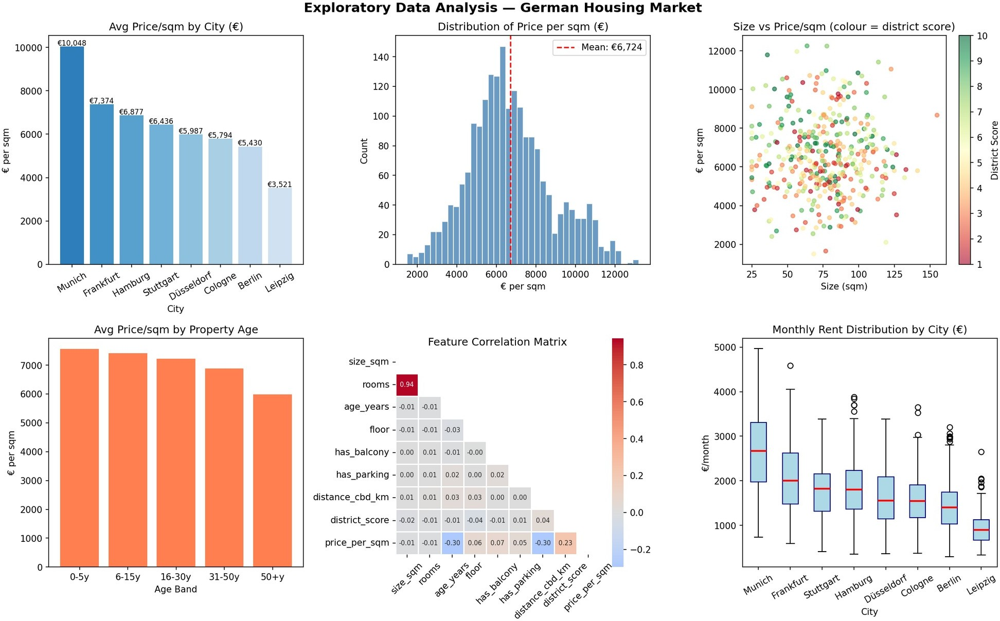 Exploratory Data Analysis — German Housing Market
Avg Price/sqm by City (€)
€ per sqm
10000
8000
6000
4000
2000
0
€10,048
€7,374
€6,877
€6,436
€5,987
€5,794
€5,430
€3,521
Munich
Frankfurt
Hamburg
Stuttgart
Düsseldorf
Cologne
Berlin
Leipzig
City
Distribution of Price per sqm (€)
Mean: €6,724
Count
140
120
100
80
60
40
20
0
2000 4000 6000 8000 10000 12000
€ per sqm
Size vs Price/sqm (colour = district score)
€ per sqm
12000
10000
8000
6000
4000
2000
25 50 75 100 125 150
Size (sqm)
10
9
8
7
6
5
4
3
2
1
District Score
Avg Price/sqm by Property Age
€ per sqm
7000
6000
5000
4000
3000
2000
1000
0
0-5y 6-15y 16-30y 31-50y 50+y
Age Band
Feature Correlation Matrix
size_sqm
rooms 0.94
age_years -0.01 -0.01
floor -0.01 -0.01 -0.03
has_balcony 0.00 0.01 -0.01 -0.00
has_parking 0.00 0.01 0.02 0.00 0.02
distance_cbd_km 0.01 0.01 0.03 0.03 0.00 0.00
district_score -0.02 -0.01 -0.01 -0.04 -0.01 0.01 0.04
price_per_sqm -0.01 -0.01 -0.30 0.06 0.07 0.05 -0.30 0.23
size_sqm
rooms
age_years
floor
has_balcony
has_parking
distance_cbd_km
district_score
price_per_sqm
0.8
0.6
0.4
0.2
0.0
−0.2
Monthly Rent Distribution by City (€)
€/month
5000
4000
3000
2000
1000
Munich
Frankfurt
Stuttgart
Hamburg
Düsseldorf
Cologne
Berlin
Leipzig
City